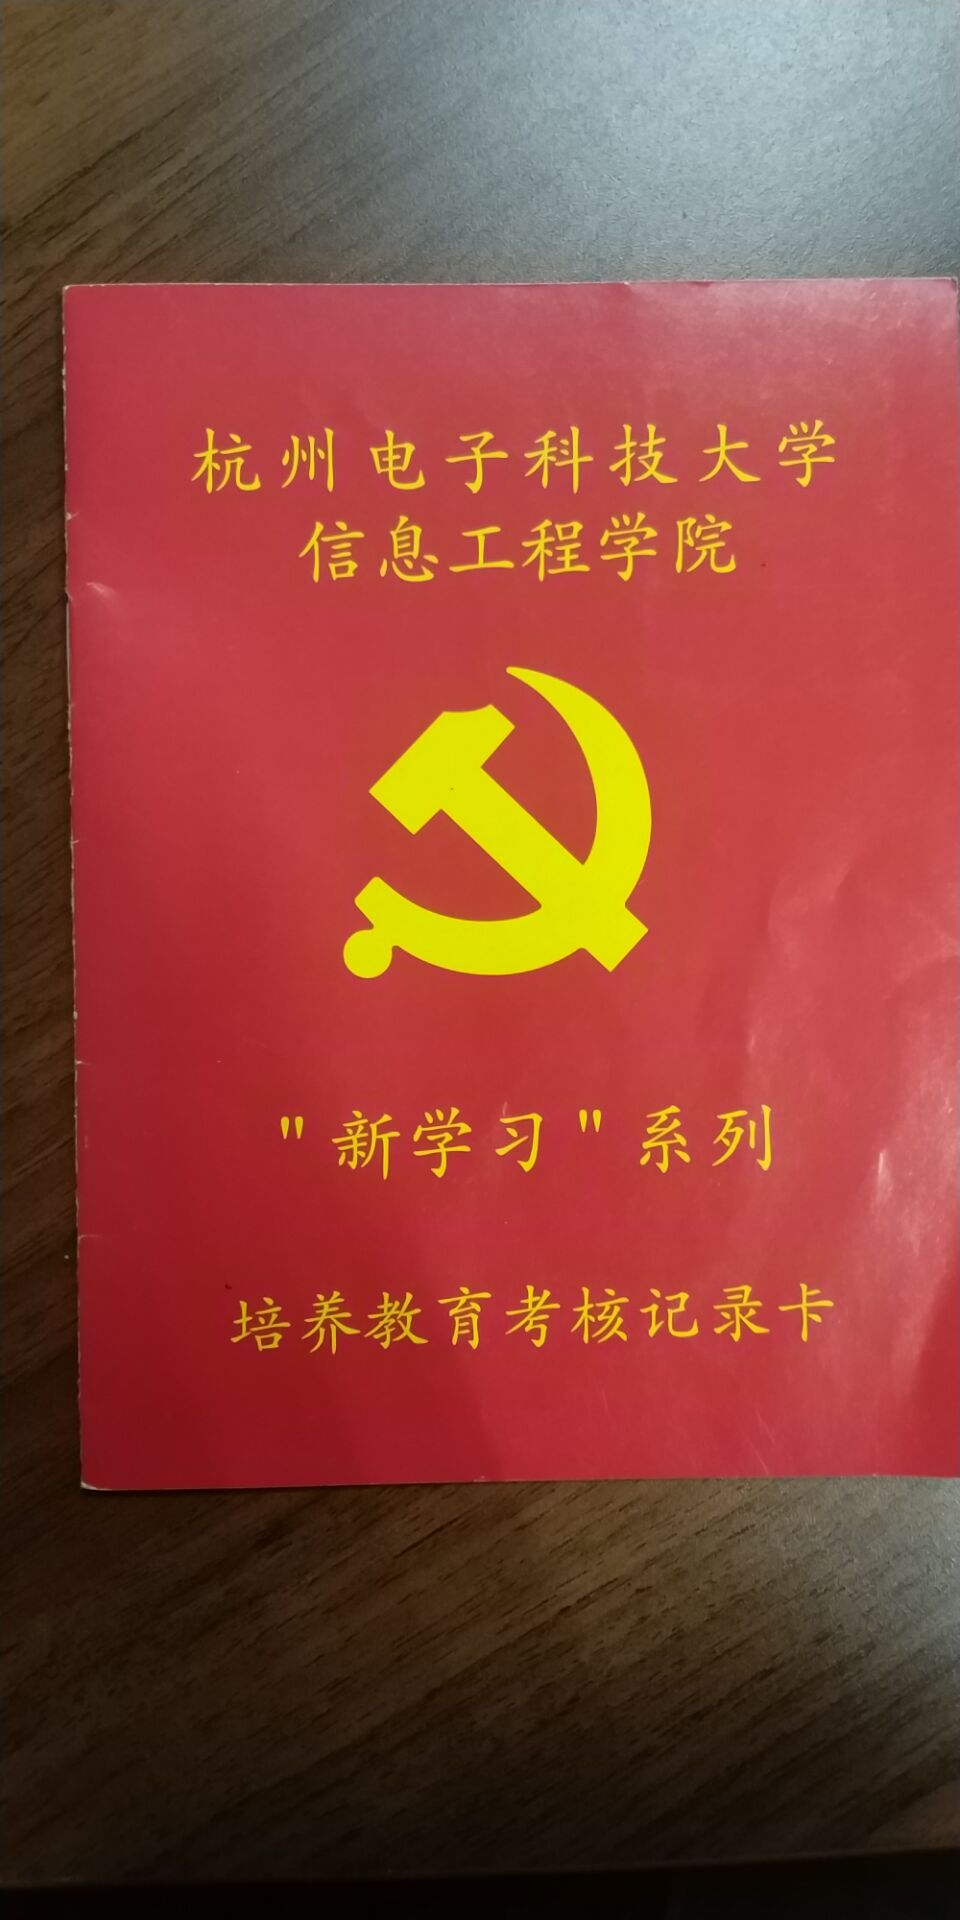 杭州电子科技大学
信息工程学院
"新学习"系列
培养教育考核记录卡